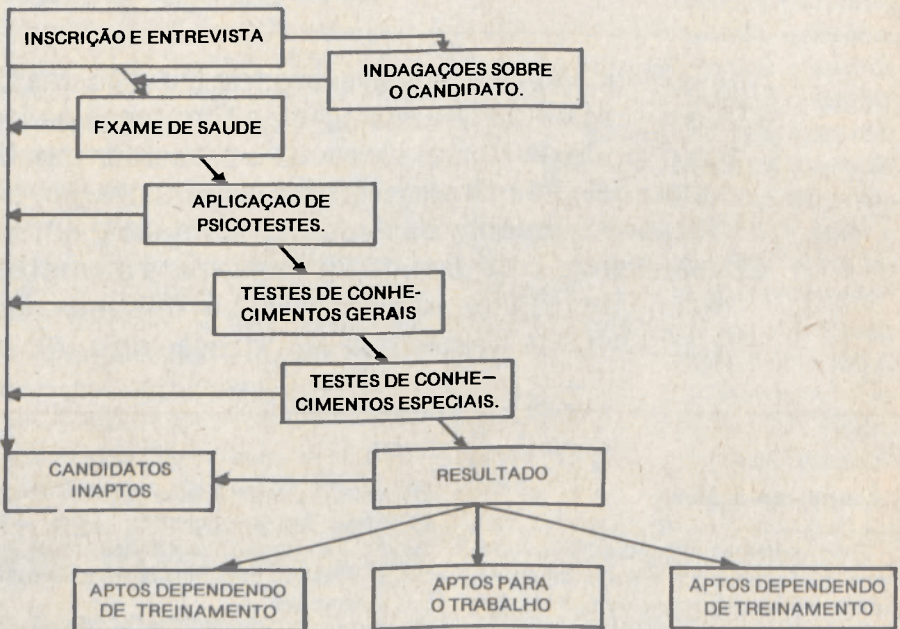 INSCRIÇÃO E ENTREVISTA
INDAGAÇOES SOBRE
O CANDIDATO.
FXAME DE SAUDE
APLICAÇAO DE
PSICOTESTES.
TESTES DE CONHE-
CIMENTOS GERAIS
TESTES DE CONHE-
CIMENTOS ESPECIAIS.
CANDIDATOS
INAPTOS
RESULTADO
APTOS DEPENDENDO
DE TREINAMENTO
APTOS PARA
O TRABALHO
APTOS DEPENDENDO
DE TREINAMENTO